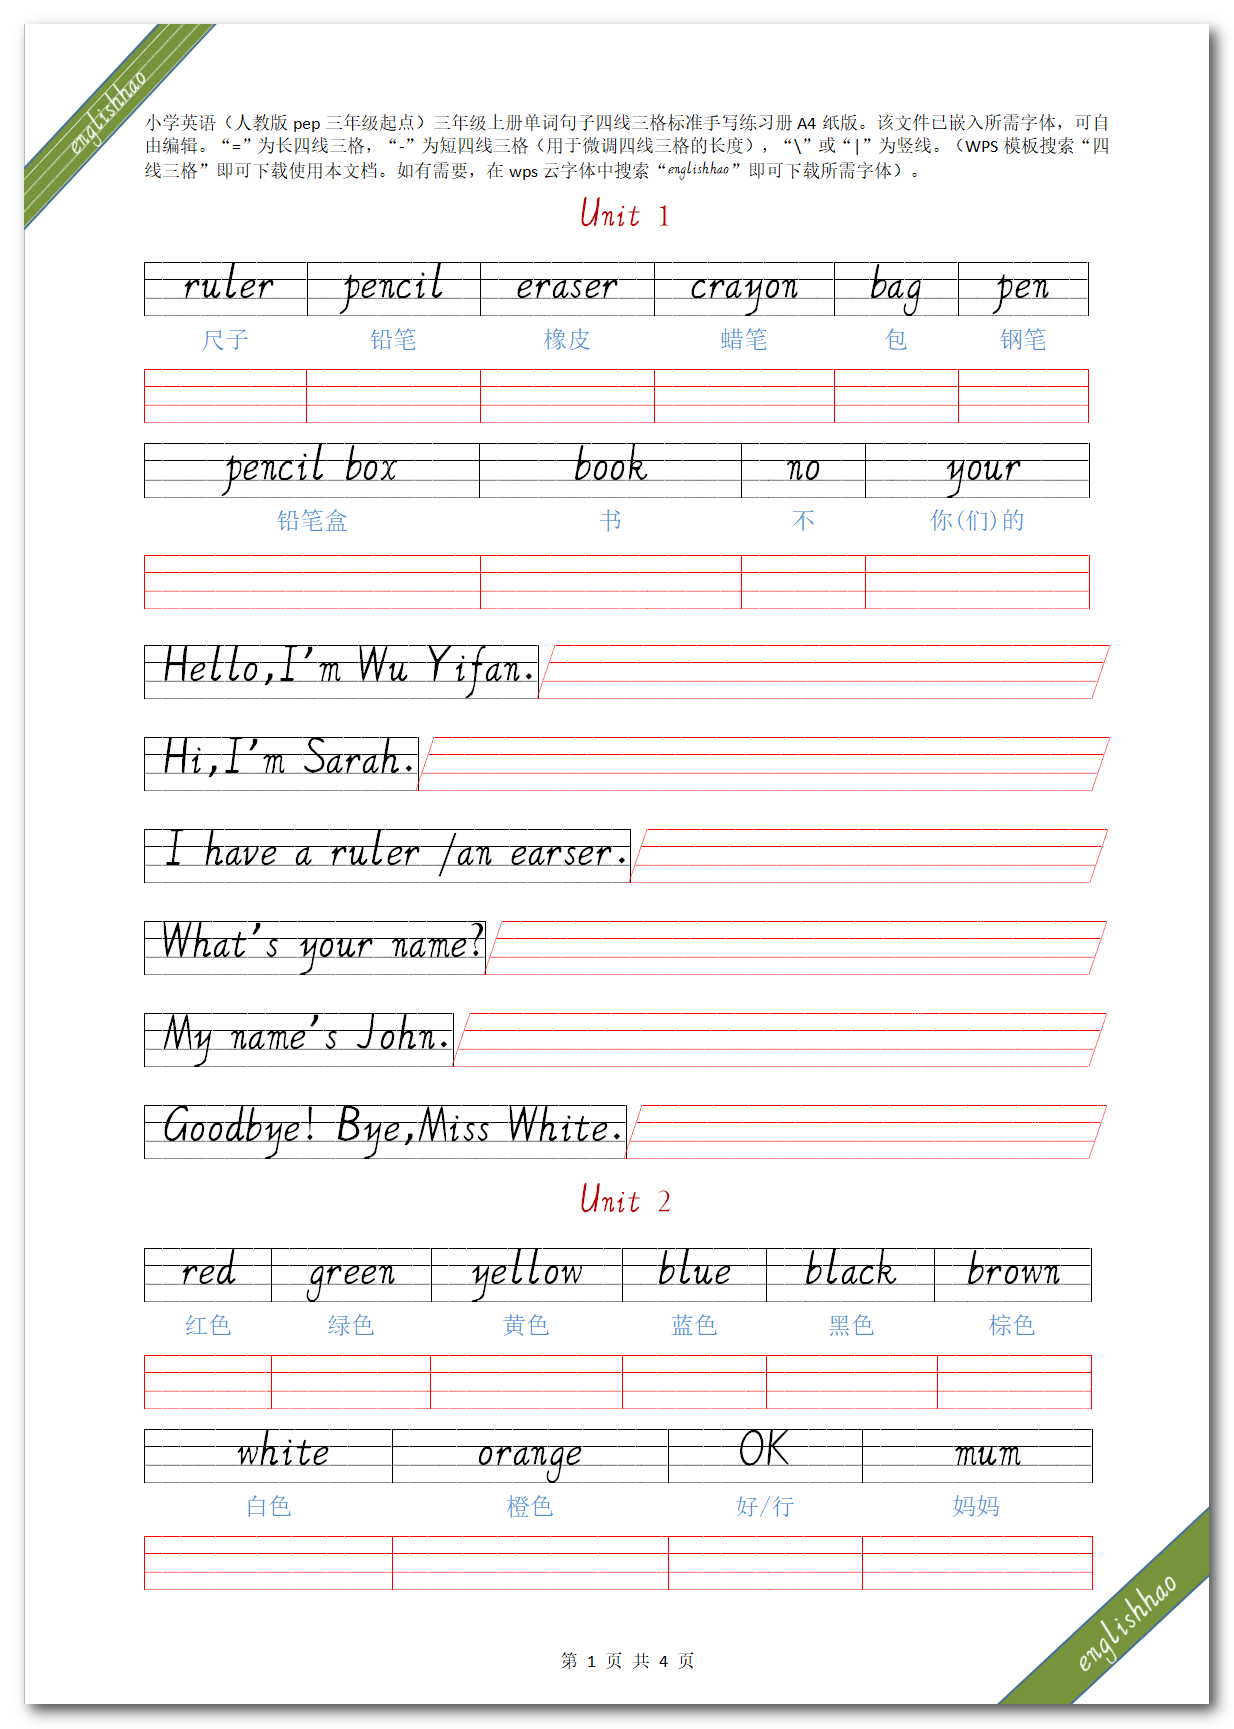 englishhao
小学英语（人教版 pep 三年级起点）三年级上册单词句子四线三格标准手写练习册 A4 纸版。该文件已嵌入所需字体，可自
由编辑。“=”为长四线三格，“-”为短四线三格（用于微调四线三格的长度），“\”或“|”为竖线。（WPS 模板搜索“四
线三格”即可下载使用本文档。如有需要，在 wps 云字体中搜索“englishhao”即可下载所需字体）。
Unit 1
ruler pencil eraser crayon bag pen
尺子 铅笔 橡皮 蜡笔 包 钢笔
pencil box book no your
铅笔盒 书 不 你(们)的
Hello,I'm Wu Yifan.
Hi,I'm Sarah.
I have a ruler /an earser.
What's your name?
My name's John.
Goodbye! Bye,Miss White.
Unit 2
red green yellow blue black brown
红色 绿色 黄色 蓝色 黑色 棕色
white orange OK mum
白色 橙色 好/行 妈妈
englishhao
第 1 页 共 4 页